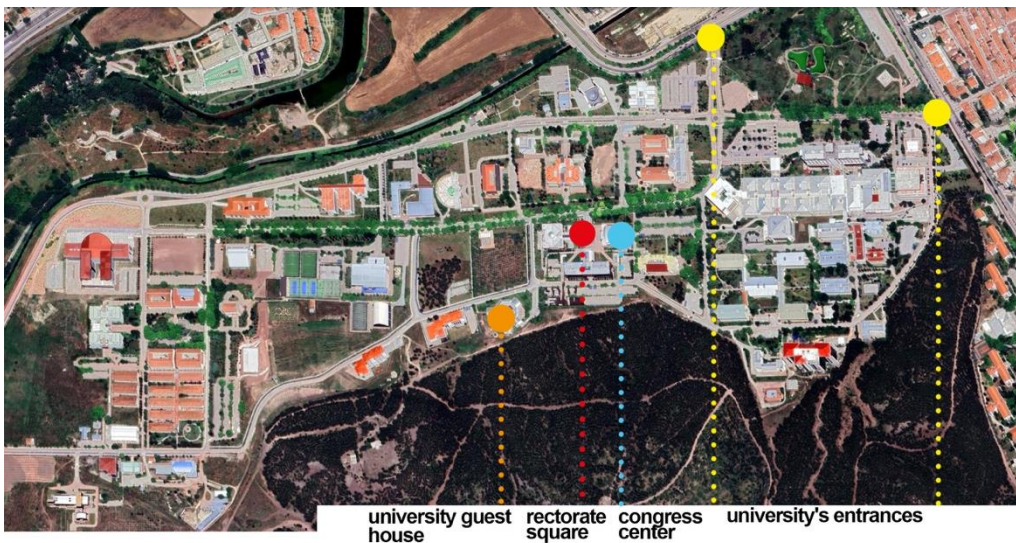 university guest
house
rectorate
square
congress
center
university's entrances